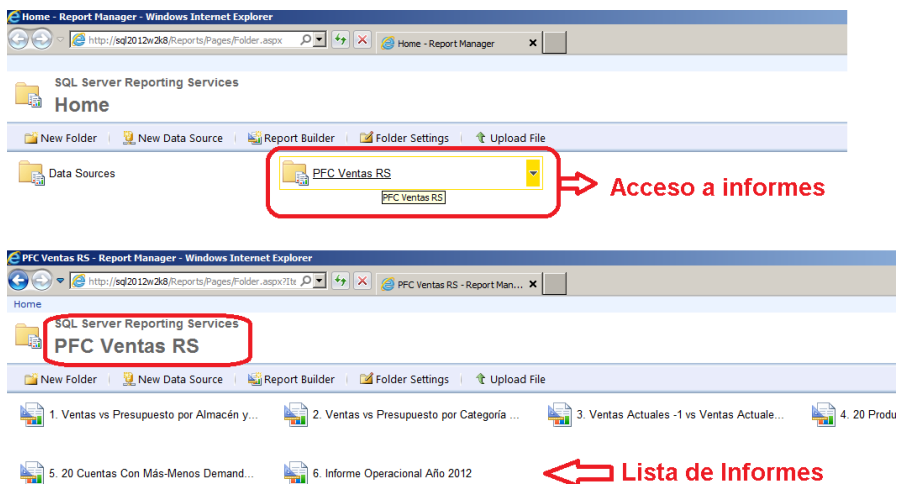 Home - Report Manager - Windows Internet Explorer
http://sql2012w2k8/Reports/Pages/Folder.aspx
Home - Report Manager
SQL Server Reporting Services
Home
New Folder
New Data Source
Report Builder
Folder Settings
Upload File
Data Sources
PFC Ventas RS
PFC Ventas RS
Acceso a informes
PFC Ventas RS - Report Manager - Windows Internet Explorer
http://sql2012w2k8/Reports/Pages/Folder.aspx?Ite
PFC Ventas RS - Report Man...
Home
SQL Server Reporting Services
PFC Ventas RS
New Folder
New Data Source
Report Builder
Folder Settings
Upload File
1. Ventas vs Presupuesto por Almacén y...
2. Ventas vs Presupuesto por Categoría ...
3. Ventas Actuales -1 vs Ventas Actuale...
4. 20 Produ
5. 20 Cuentas Con Más-Menos Demand...
6. Informe Operacional Año 2012
Lista de Informes